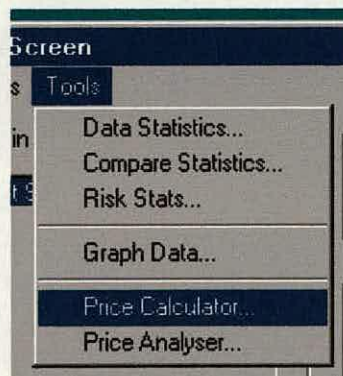 Screen
s Tools
in
Data Statistics...
Compare Statistics...
Risk Stats...
Graph Data...
Price Calculator...
Price Analyser...